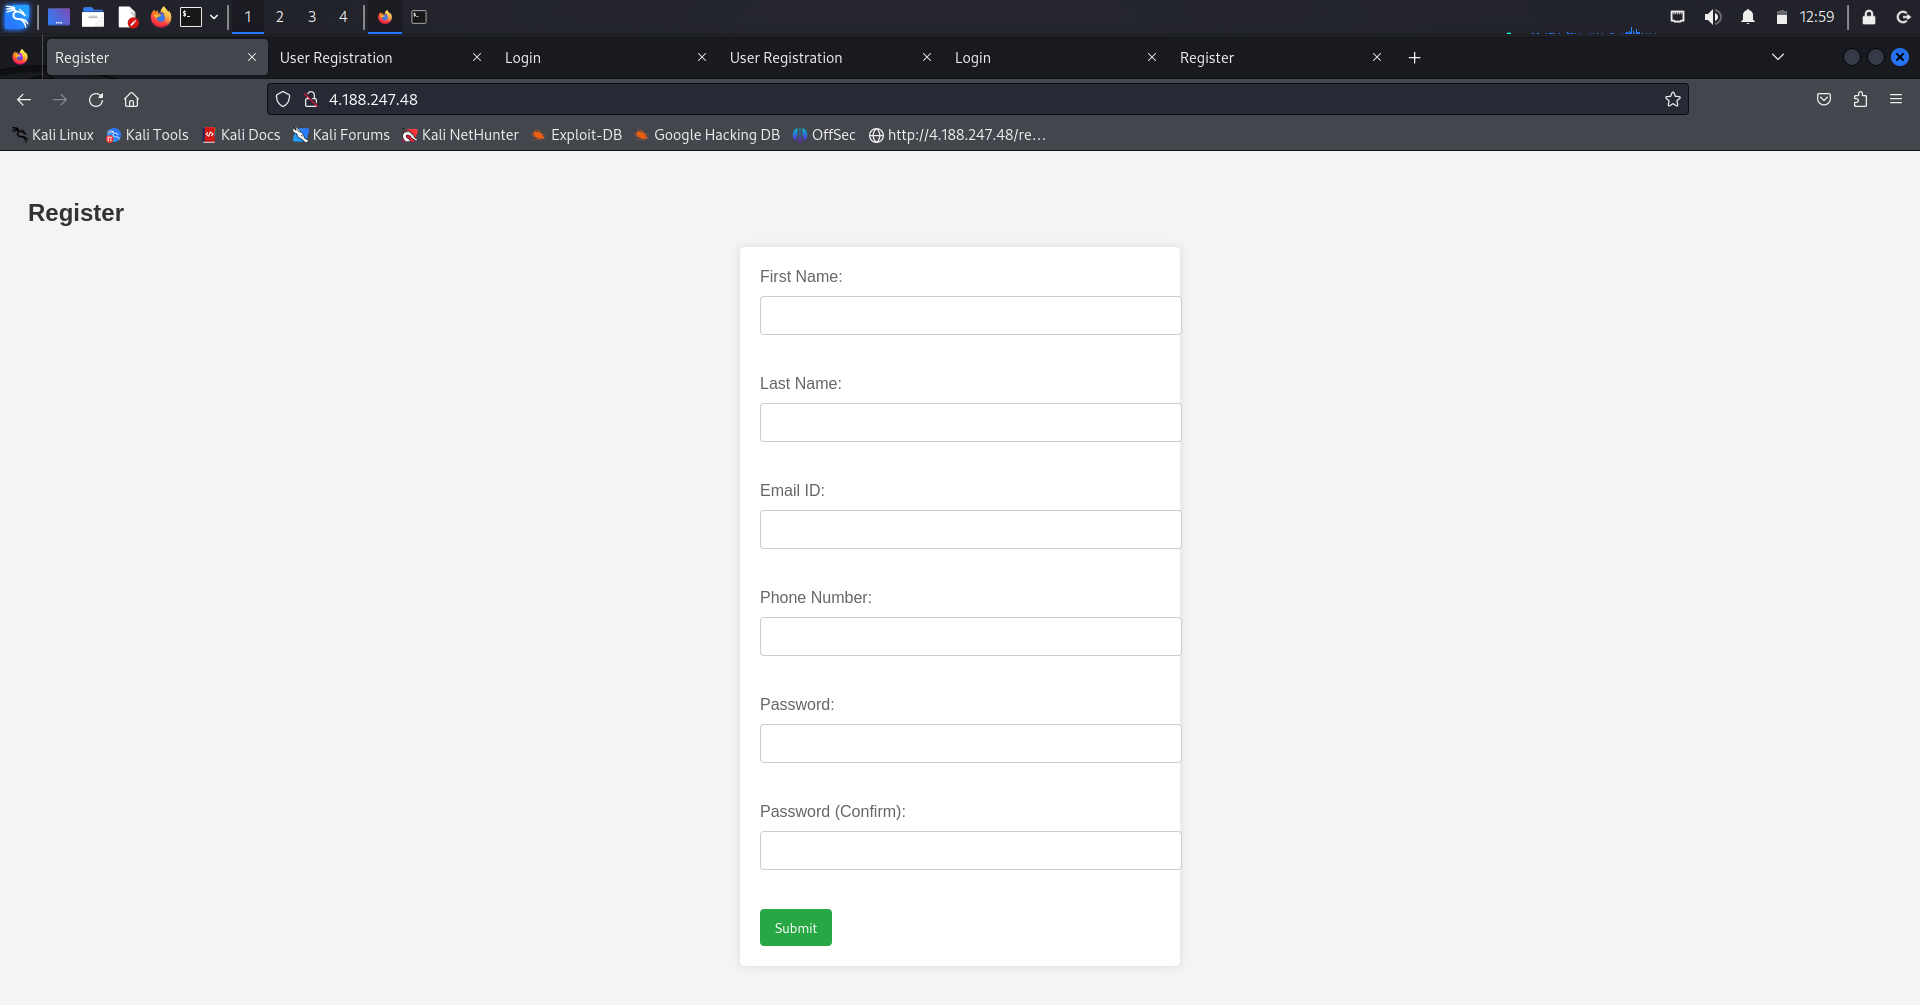 1 2 3 4 12:59
Register User Registration Login User Registration Login Register
4.188.247.48
Kali Linux Kali Tools Kali Docs Kali Forums Kali NetHunter Exploit-DB Google Hacking DB OffSec http://4.188.247.48/re…
Register
First Name:
Last Name:
Email ID:
Phone Number:
Password:
Password (Confirm):
Submit